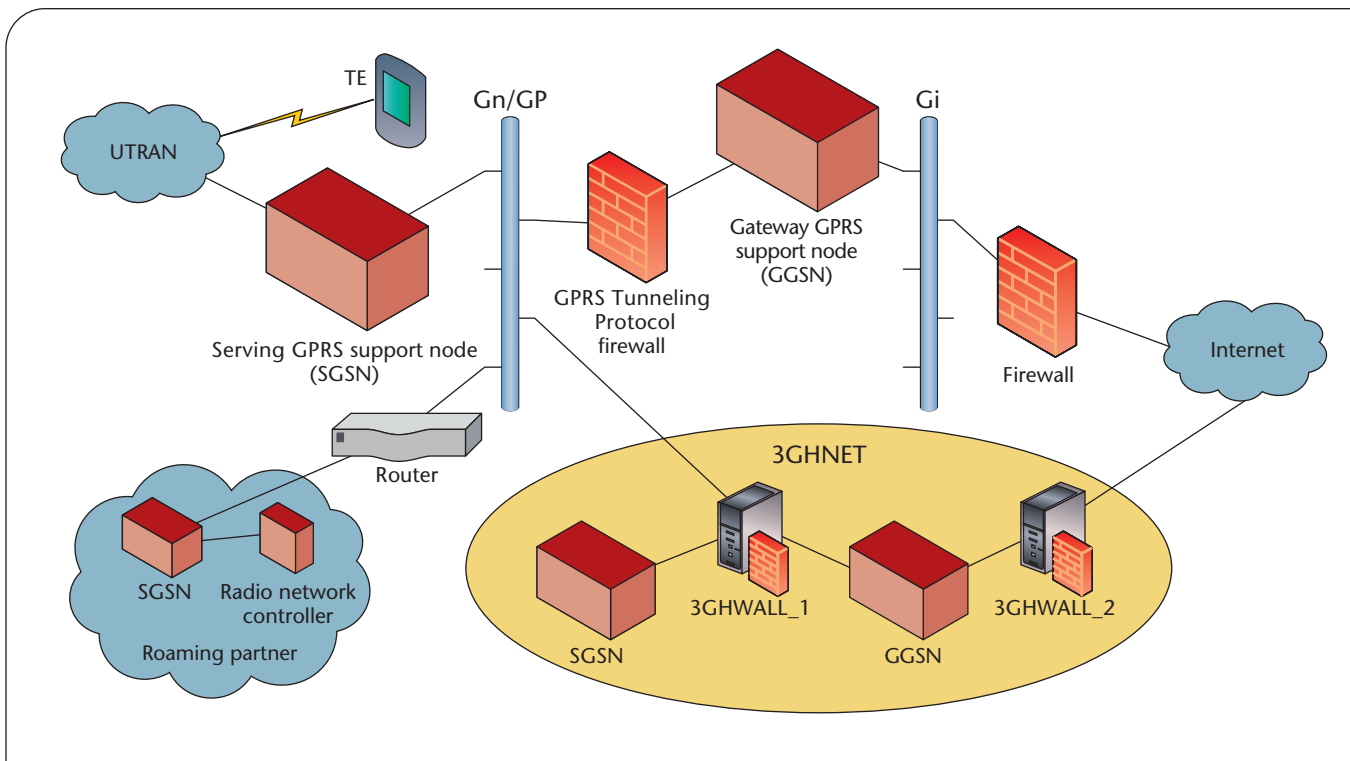 TE
Gn/GP
Gi
UTRAN
Gateway GPRS
support node
(GGSN)
GPRS Tunneling
Protocol
firewall
Serving GPRS support node
(SGSN)
Firewall
Internet
Router
3GHNET
SGSN
Radio network
controller
Roaming partner
3GHWALL_1
3GHWALL_2
SGSN
GGSN